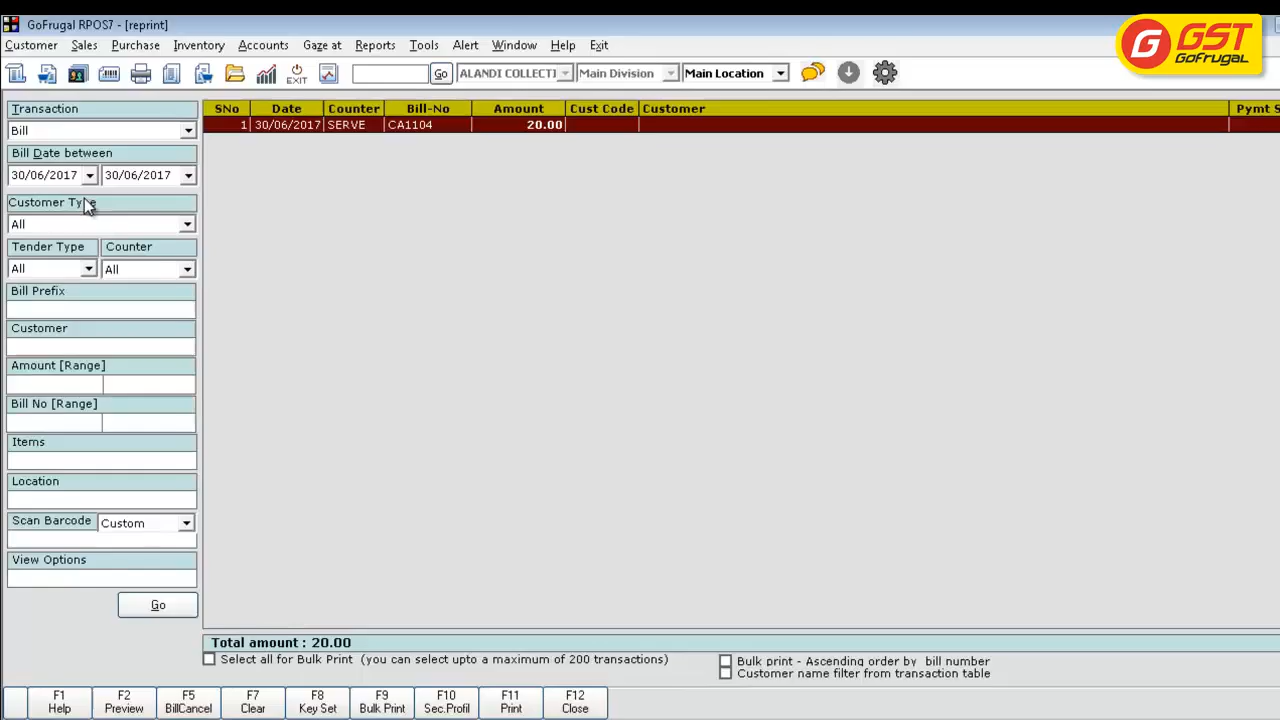 GoFrugal RPOS7 - [reprint]
Customer Sales Purchase Inventory Accounts Gaze at Reports Tools Alert Window Help Exit
GST
GOFRUGAL
EXIT Go ALANDI COLLECTI Main Division Main Location
Transaction
Bill
Bill Date between
30/06/2017 30/06/2017
Customer Type
All
Tender Type Counter
All All
Bill Prefix
Customer
Amount [Range]
Bill No [Range]
Items
Location
Scan Barcode Custom
View Options
Go
SNo Date Counter Bill-No Amount Cust Code Customer Pymt S
1 30/06/2017 SERVE CA1104 20.00
Total amount : 20.00
Select all for Bulk Print (you can select upto a maximum of 200 transactions)
Bulk print - Ascending order by bill number
Customer name filter from transaction table
F1 Help
F2 Preview
F5 BillCancel
F7 Clear
F8 Key Set
F9 Bulk Print
F10 Sec.Profil
F11 Print
F12 Close